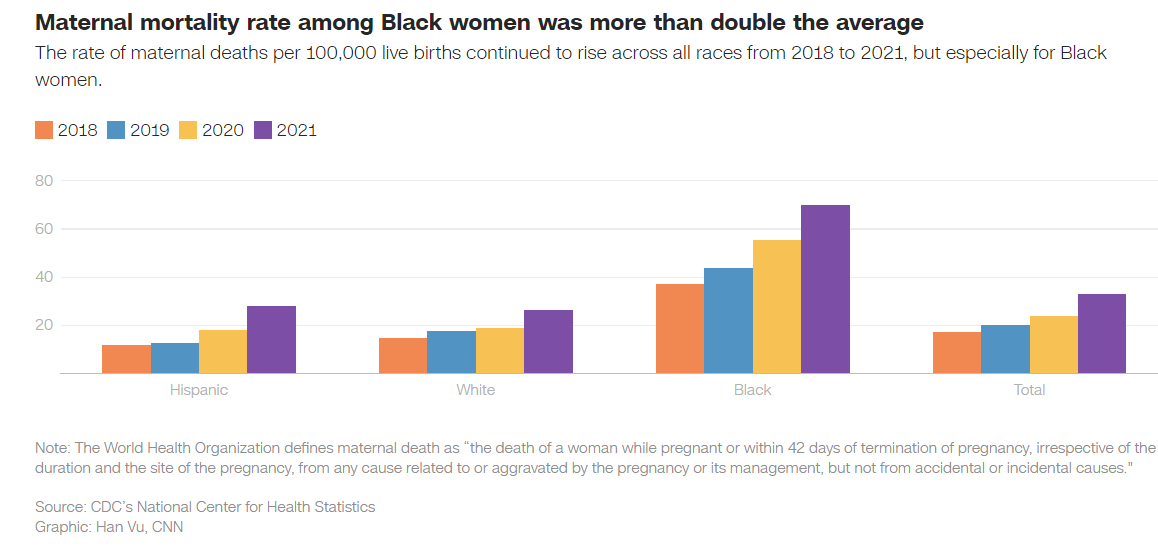 Maternal mortality rate among Black women was more than double the average
The rate of maternal deaths per 100,000 live births continued to rise across all races from 2018 to 2021, but especially for Black
women.
2018 2019 2020 2021
80
60
40
20
Hispanic White Black Total
Note: The World Health Organization defines maternal death as “the death of a woman while pregnant or within 42 days of termination of pregnancy, irrespective of the
duration and the site of the pregnancy, from any cause related to or aggravated by the pregnancy or its management, but not from accidental or incidental causes."
Source: CDC's National Center for Health Statistics
Graphic: Han Vu, CNN